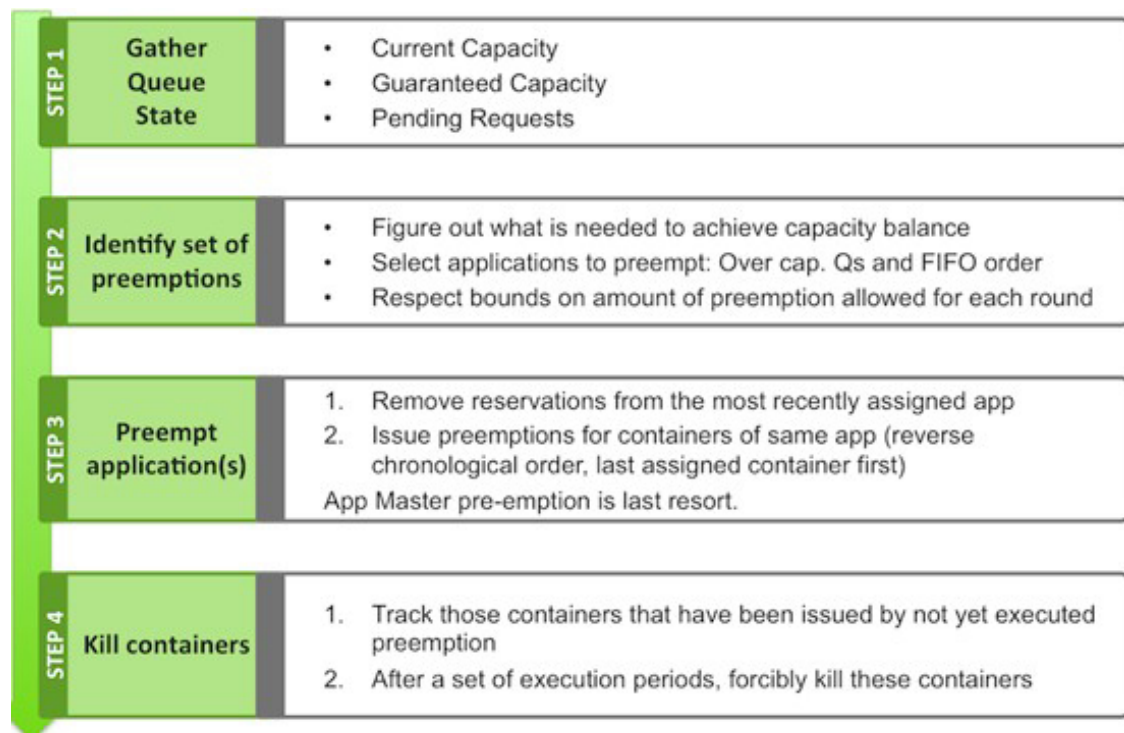 STEP 1
Gather
Queue
State
• Current Capacity
• Guaranteed Capacity
• Pending Requests
STEP 2
Identify set of
preemptions
• Figure out what is needed to achieve capacity balance
• Select applications to preempt: Over cap. Qs and FIFO order
• Respect bounds on amount of preemption allowed for each round
STEP 3
Preempt
application(s)
1. Remove reservations from the most recently assigned app
2. Issue preemptions for containers of same app (reverse
chronological order, last assigned container first)
App Master pre-emption is last resort.
STEP 4
Kill containers
1. Track those containers that have been issued by not yet executed
preemption
2. After a set of execution periods, forcibly kill these containers